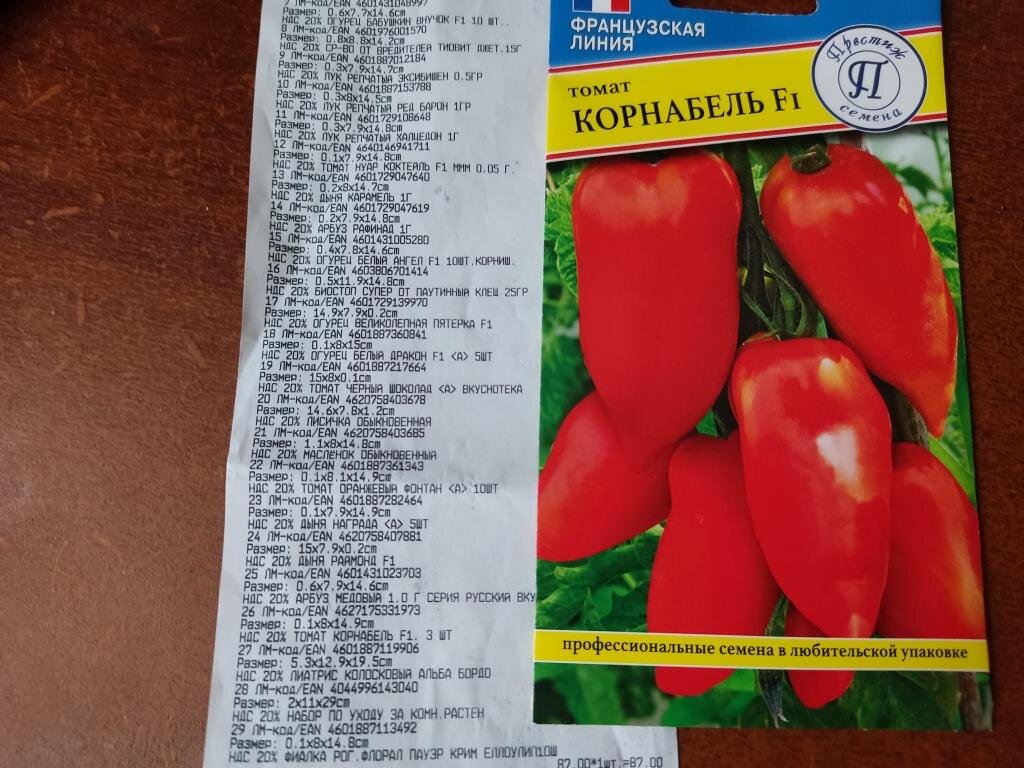 7 ЛМ-код/EAN 4601431048997
Размер: 0.6x7.7x14.6cm
НДС 20% ОГУРЕЦ БАБУШКИН ВНУЧОК F1 10 ШТ..
8 ЛМ-код/EAN 4601976001570
Размер: 0.8x8.8x14.2cm
НДС 20% СР-ВО ОТ ВРЕДИТЕЛЕЙ ТИОВИТ ДЖЕТ.15Г
9 ЛМ-код/EAN 4601887012184
Размер: 0.3x7.9x14.7cm
НДС 20% ЛУК РЕПЧАТЫЙ ЭКСИБИШЕН 0.5ГР
10 ЛМ-код/EAN 4601887153788
Размер: 0.3x8x14.5cm
НДС 20% ЛУК РЕПЧАТЫЙ РЕД БАРОН 1ГР
11 ЛМ-код/EAN 4601729108648
Размер: 0.3x7.9x14.8cm
НДС 20% ЛУК РЕПЧАТЫЙ ХАЛЦЕДОН 1Г
12 ЛМ-код/EAN 4640146941711
Размер: 0.1x7.9x14.8cm
НДС 20% ТОМАТ НУАР КОКТЕЙЛЬ F1 МММ 0.05 Г.
13 ЛМ-код/EAN 4601729047640
Размер: 0.2x8x14.7cm
НДС 20% ДЫНЯ КАРАМЕЛЬ 1Г
14 ЛМ-код/EAN 4601729047619
Размер: 0.2x7.9x14.8cm
НДС 20% АРБУЗ РАФИНАД 1Г
15 ЛМ-код/EAN 4601431005280
Размер: 0.4x7.8x14.6cm
НДС 20% ОГУРЕЦ БЕЛЫЙ АНГЕЛ F1 10ШТ.КОРНИШ.
16 ЛМ-код/EAN 4603806701414
Размер: 0.5x11.9x14.8cm
НДС 20% БИОСТОП СУПЕР ОТ ПАУТИННЫЙ КЛЕЩ 25ГР
17 ЛМ-код/EAN 4601729139970
Размер: 14.9x7.9x0.2cm
НДС 20% ОГУРЕЦ ВЕЛИКОЛЕПНАЯ ПЯТЕРКА F1
18 ЛМ-код/EAN 4601887360841
Размер: 0.1x8x15cm
НДС 20% ОГУРЕЦ БЕЛЫЙ ДРАКОН F1 <А> 5ШТ
19 ЛМ-код/EAN 4601887217664
Размер: 15x8x0.1cm
НДС 20% ТОМАТ ЧЕРНЫЙ ШОКОЛАД <А> ВКУСНОТЕКА
20 ЛМ-код/EAN 4620758403678
Размер: 14.6x7.8x1.2cm
НДС 20% ЛИСИЧКА ОБЫКНОВЕННАЯ
21 ЛМ-код/EAN 4620758403685
Размер: 1.1x8x14.8cm
НДС 20% МАСЛЁНОК ОБЫКНОВЕННЫЙ
22 ЛМ-код/EAN 4601887361343
Размер: 0.1x8.1x14.9cm
НДС 20% ТОМАТ ОРАНЖЕВЫЙ ФОНТАН <А> 10ШТ
23 ЛМ-код/EAN 4601887282464
Размер: 0.1x7.9x14.9cm
НДС 20% ДЫНЯ НАГРАДА <А> 5ШТ
24 ЛМ-код/EAN 4620758407881
Размер: 15x7.9x0.2cm
НДС 20% ДЫНЯ РАЙМОНД F1
25 ЛМ-код/EAN 4601431023703
Размер: 0.6x7.9x14.6cm
НДС 20% АРБУЗ МЕДОВЫЙ 1.0 Г СЕРИЯ РУССКИЙ ВКУ
26 ЛМ-код/EAN 4627175331973
Размер: 0.1x8x14.9cm
НДС 20% ТОМАТ КОРНАБЕЛЬ F1. 3 ШТ
27 ЛМ-код/EAN 4601887119906
Размер: 5.3x12.9x19.5cm
НДС 20% ЛИАТРИС КОЛОСКОВЫЙ АЛЬБА БОРДО
28 ЛМ-код/EAN 4044996143040
Размер: 2x11x29cm
НДС 20% НАБОР ПО УХОДУ ЗА КОМН.РАСТЕН
29 ЛМ-код/EAN 4601887113492
Размер: 0.1x8x14.8cm
НДС 20% ФИАЛКА РОГ.ФЛОРАЛ ПАУЭР КРИМ ЕЛЛОУЛИП10Ш
87.00*1шт.=87.00
ФРАНЦУЗСКАЯ
ЛИНИЯ
томат
КОРНАБЕЛЬ F1
Престиж
П
семена
профессиональные семена в любительской упаковке